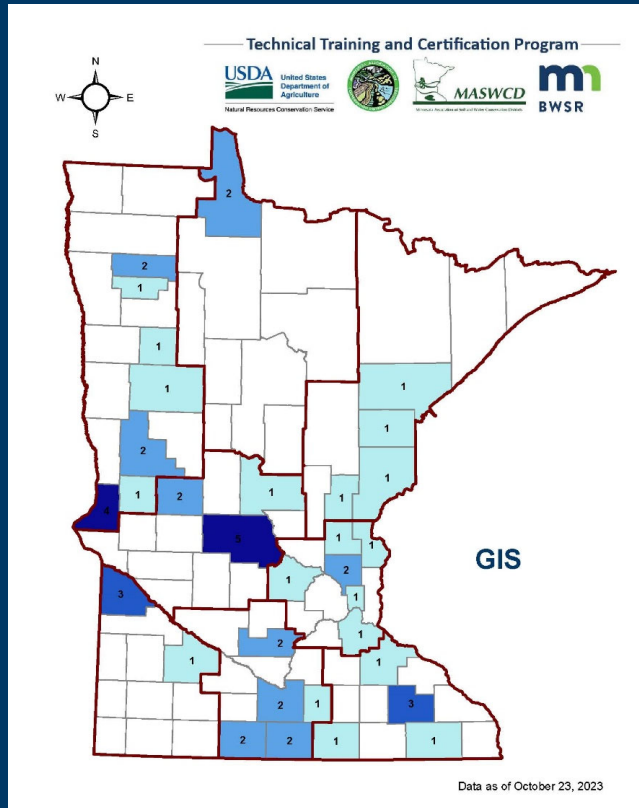 Technical Training and Certification Program
USDA
United States
Department of
Agriculture
Natural Resources Conservation Service
MASWCD
BWSR
N
W
E
S
2
2
1
1
1
1
2
1
1
1
2
4
1
1
5
1
1
2
1
1
3
1
2
1
1
1
2
1
3
2
2
1
1
GIS
Data as of October 23, 2023